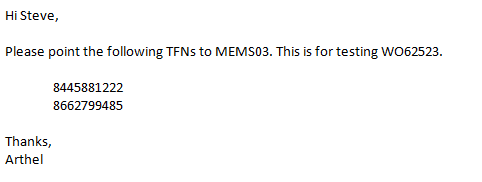 Hi Steve,
Please point the following TFNs to MEMS03. This is for testing WO62523.
8445881222
8662799485
Thanks,
Arthel